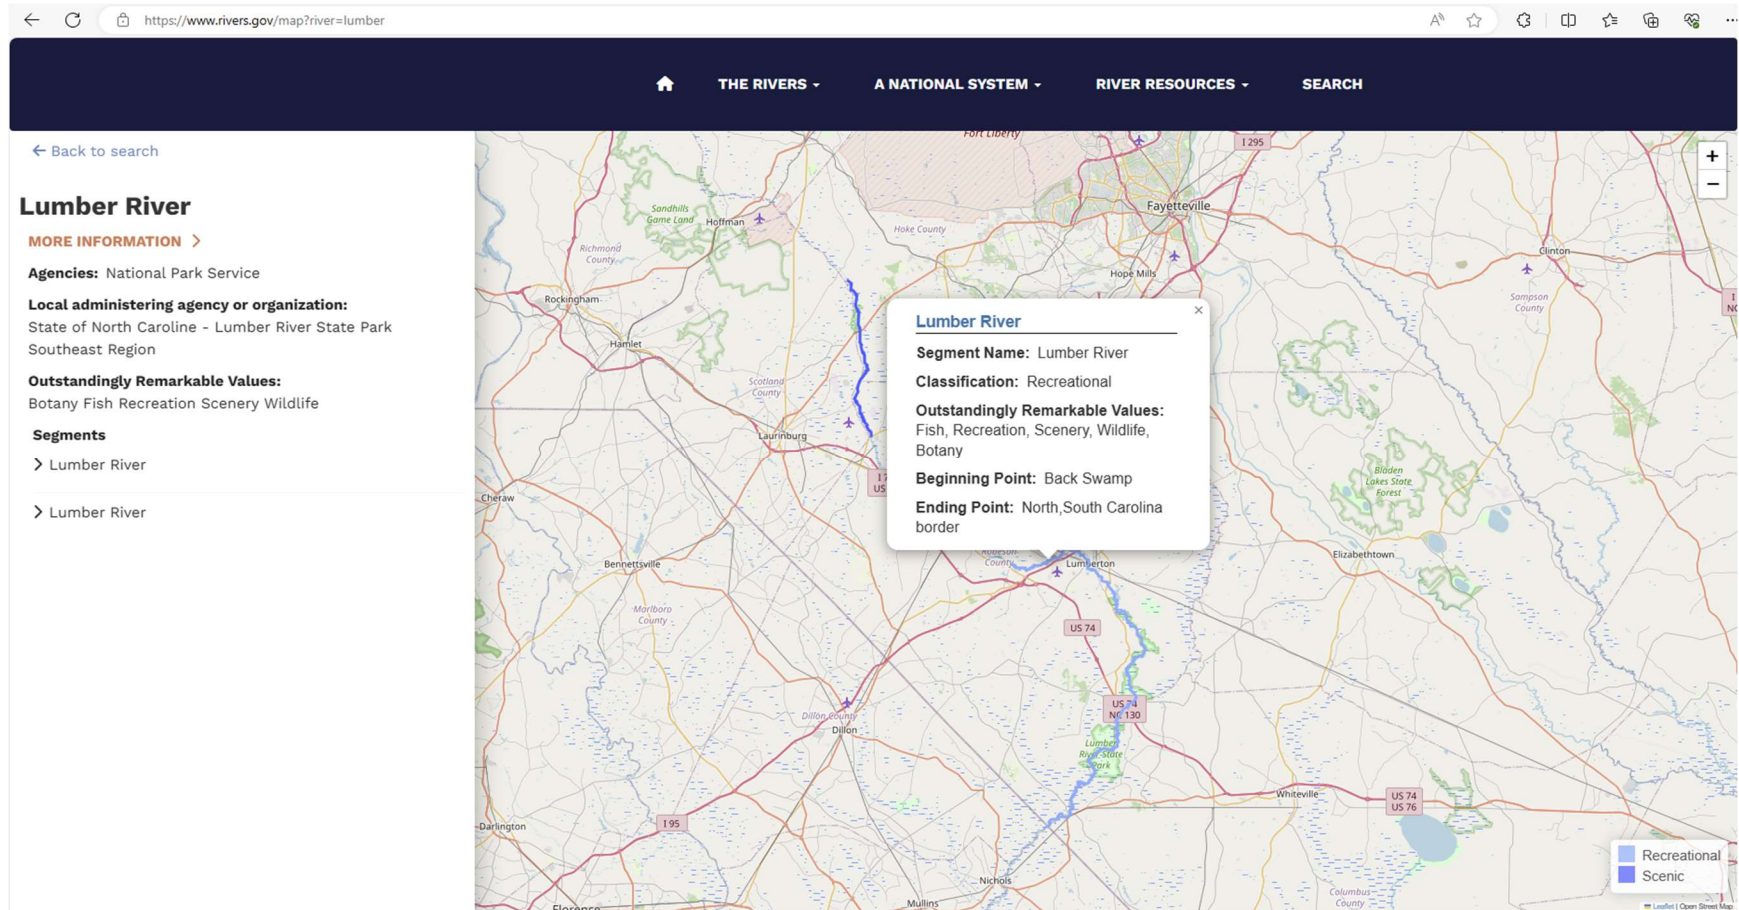 https://www.rivers.gov/map?river=lumber
THE RIVERS
A NATIONAL SYSTEM
RIVER RESOURCES
SEARCH
← Back to search
Lumber River
MORE INFORMATION
Agencies: National Park Service
Local administering agency or organization:
State of North Caroline - Lumber River State Park
Southeast Region
Outstandingly Remarkable Values:
Botany Fish Recreation Scenery Wildlife
Segments
Lumber River
Lumber River
Fort Liberty
I 295
+
−
Sandhills
Game Land
Hoffman
Fayetteville
Hoke County
Richmond
County
Clinton
Hope Mills
Rockingham
Sampson
County
Hamlet
Scotland
County
Laurinburg
Cheraw
Lumber River
×
Segment Name: Lumber River
Classification: Recreational
Outstandingly Remarkable Values:
Fish, Recreation, Scenery, Wildlife,
Botany
Beginning Point: Back Swamp
Ending Point: North,South Carolina
border
Bladen
Lakes State
Forest
Elizabethtown
Bennettsville
Robeson
County
Lumberton
Marlboro
County
US 74
US 74
NC 130
Dillon County
Dillon
Lumber
River State
Park
Whiteville
US 74
US 76
I 95
Darlington
Nichols
Mullins
Florence
Columbus
County
Recreational
Scenic
Leaflet | Open Street Map